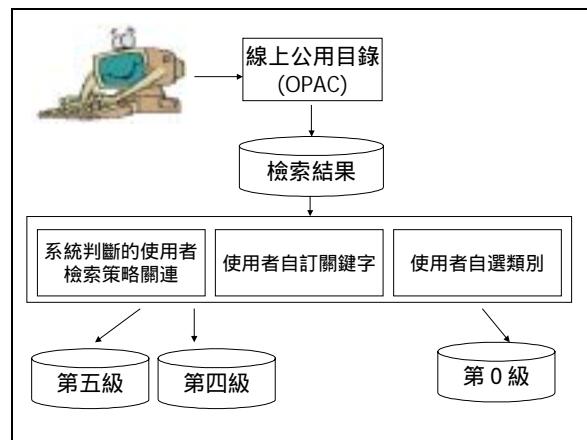 線上公用目錄
(OPAC)
檢索結果
系統判斷的使用者
檢索策略關連
使用者自訂關鍵字
使用者自選類別
第五級
第四級
第 0 級